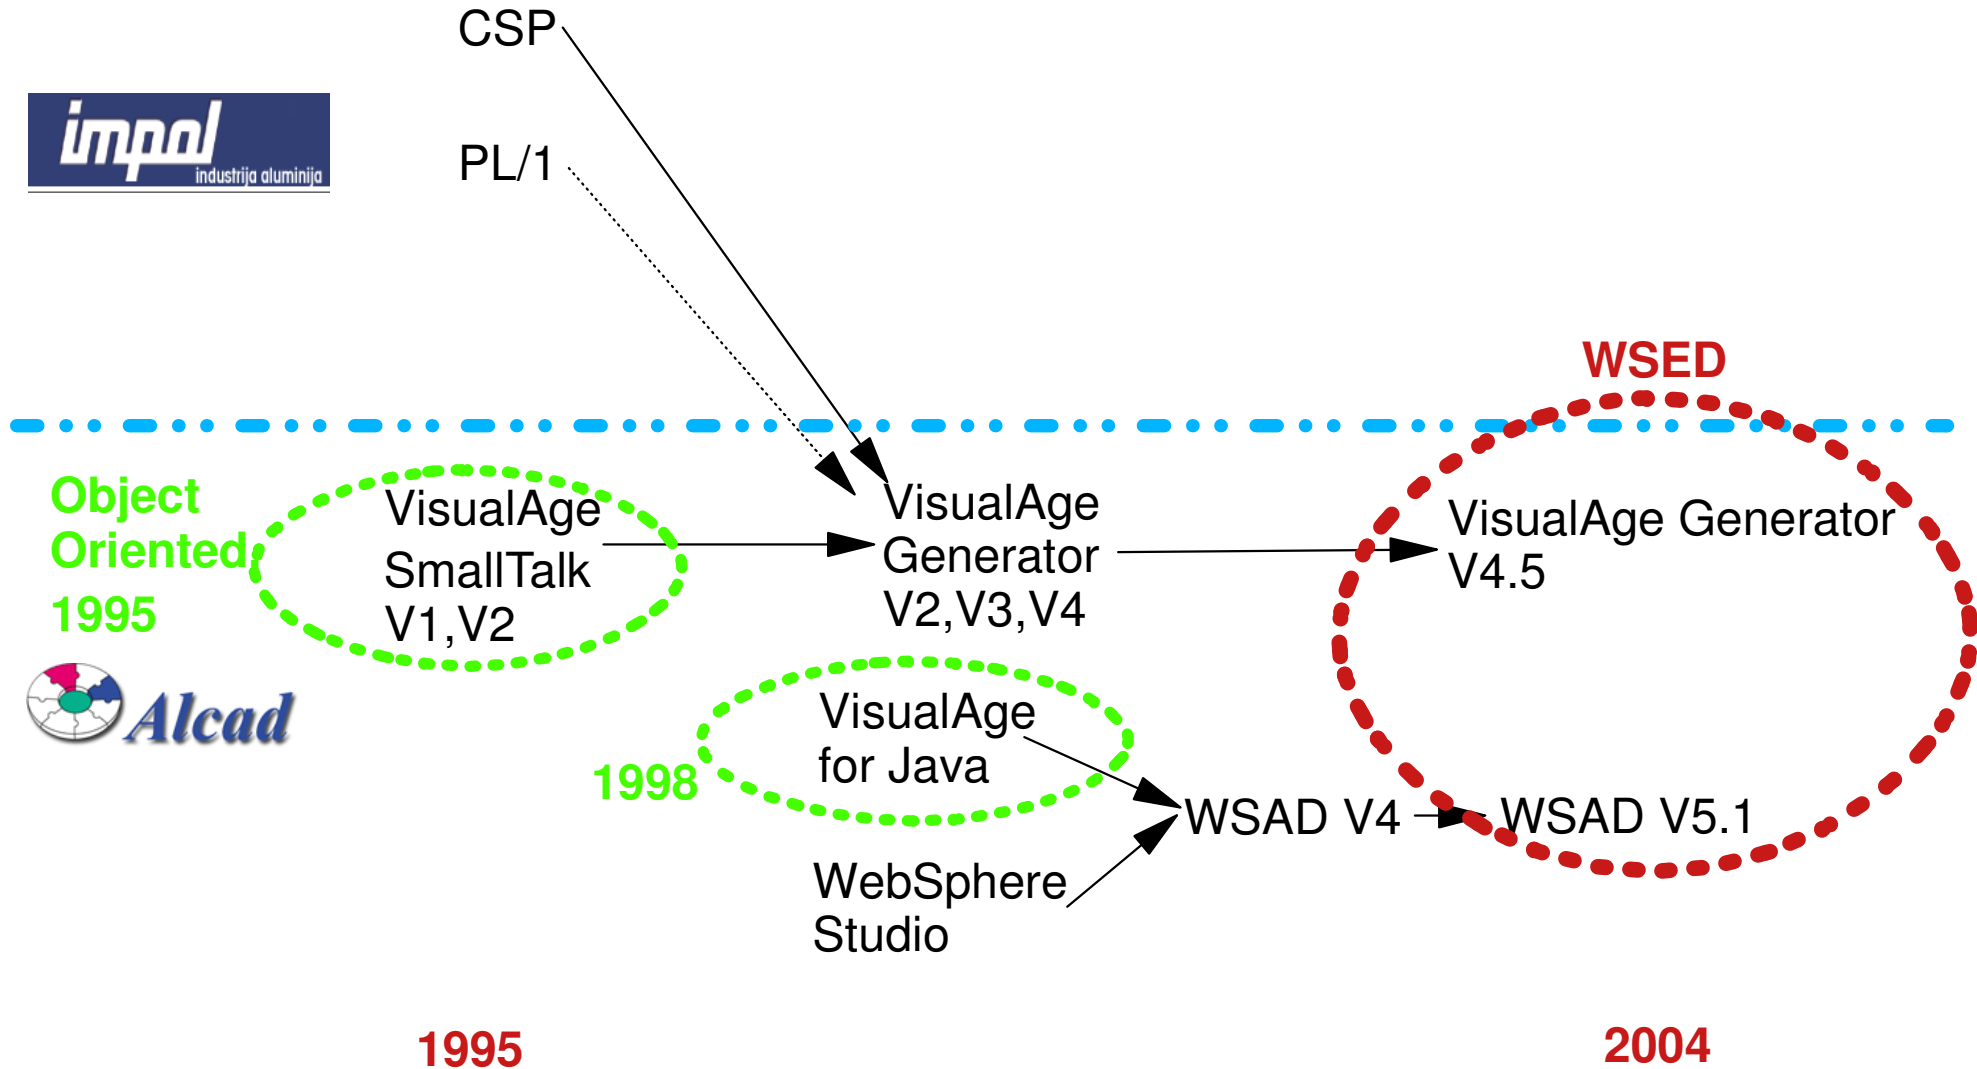 CSP
impol
industrija aluminija
PL/1
WSED
Object
Oriented,
1995
VisualAge
SmallTalk
V1,V2
VisualAge
Generator
V2,V3,V4
VisualAge Generator
V4.5
Alcad
1998
VisualAge
for Java
WSAD V4
WSAD V5.1
WebSphere
Studio
1995
2004